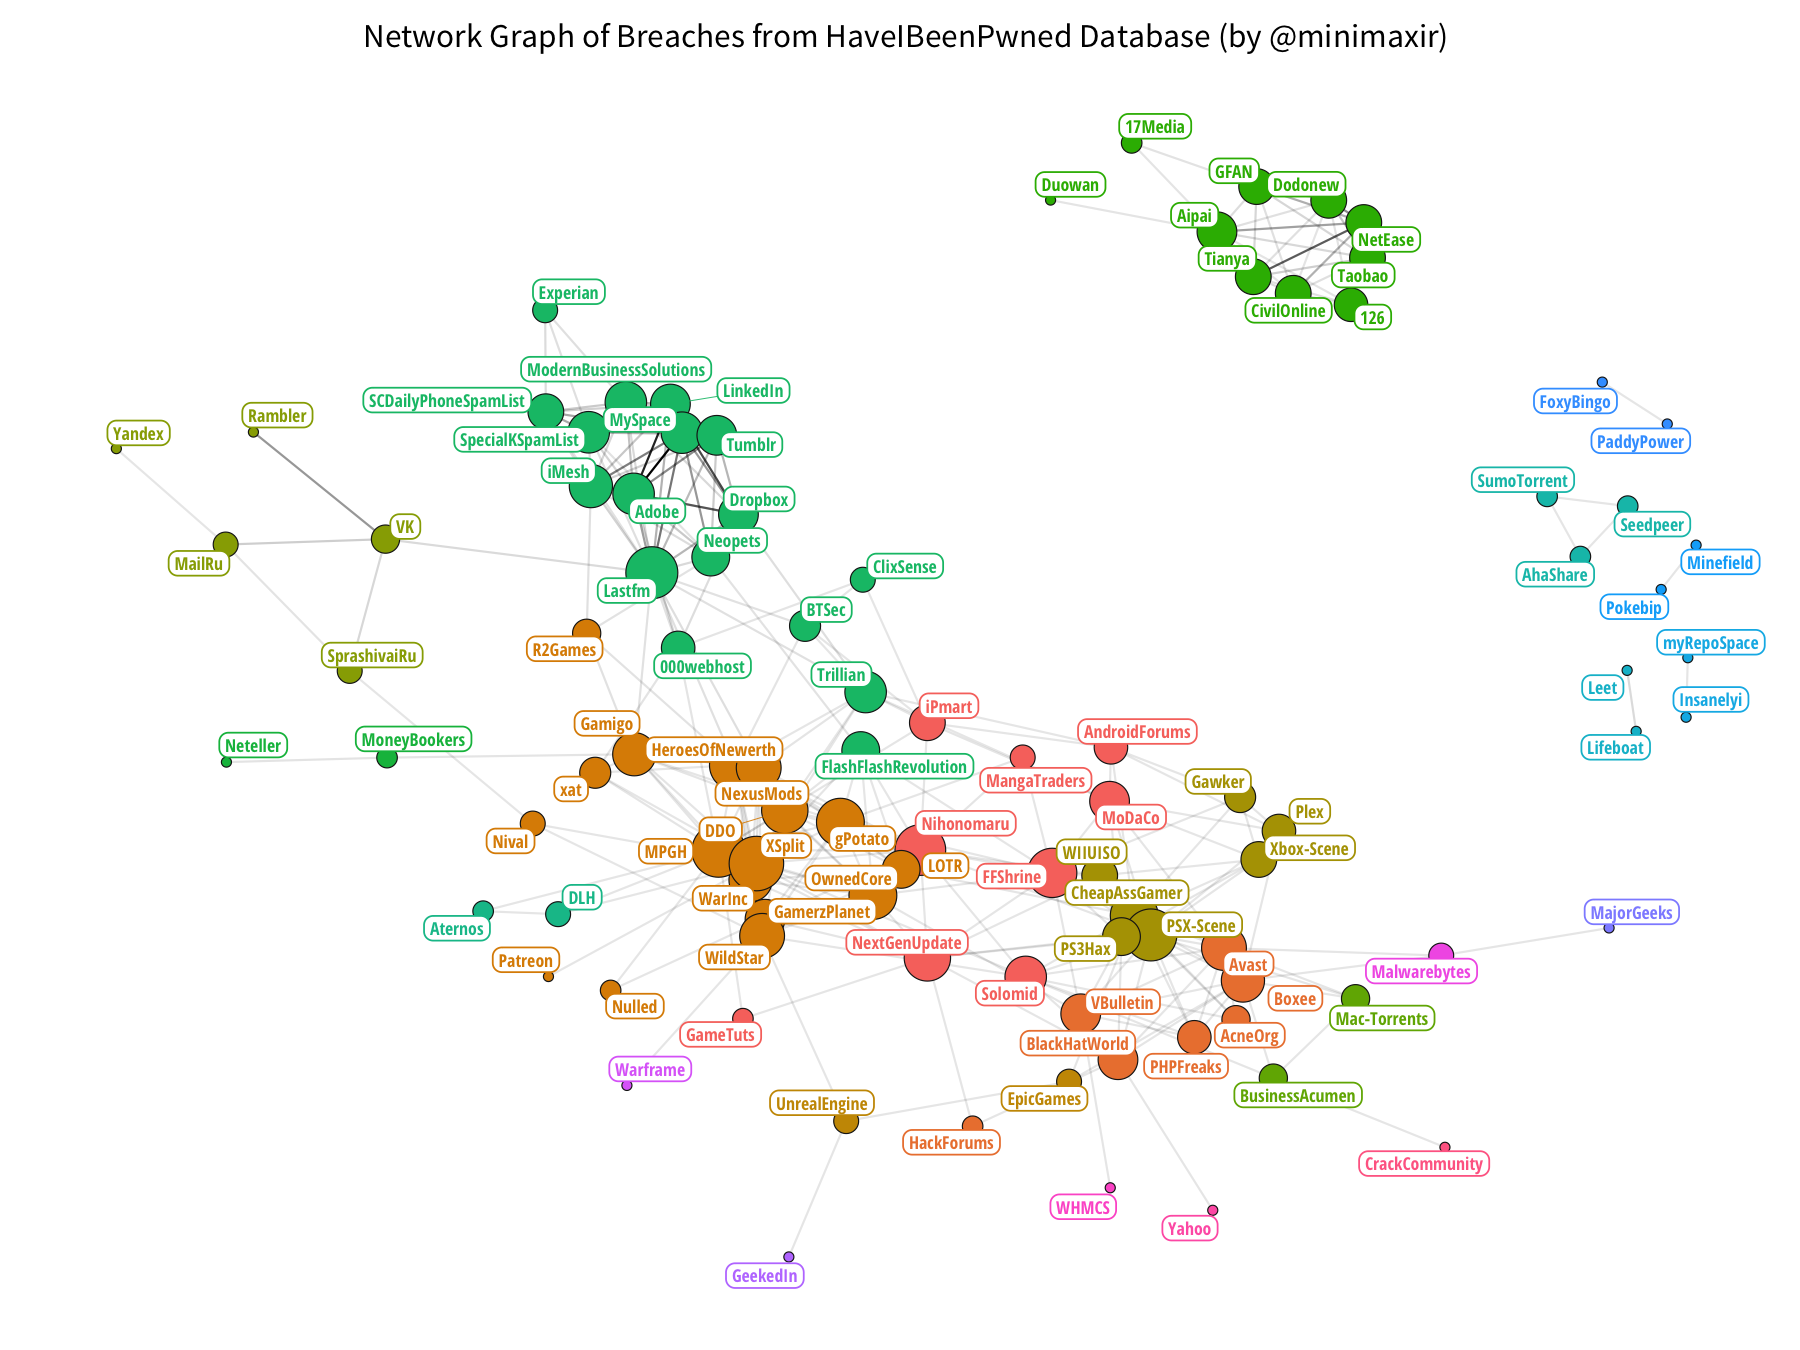 Network Graph of Breaches from HaveIBeenPwned Database (by @minimaxir)
17Media
GFAN
Duowan
Dodonew
Aipai
NetEase
Tianya
Taobao
CivilOnline
126
Experian
ModernBusinessSolutions
LinkedIn
SCDailyPhoneSpamList
MySpace
SpecialKSpamList
Tumblr
iMesh
Dropbox
Adobe
Neopets
Lastfm
Rambler
Yandex
VK
MailRu
SprashivaiRu
FoxyBingo
PaddyPower
SumoTorrent
Seedpeer
AhaShare
Minefield
Pokebip
myRepoSpace
Leet
Insanelyi
Lifeboat
ClixSense
BTSec
R2Games
000webhost
Trillian
iPmart
Gamigo
AndroidForums
Neteller
MoneyBookers
HeroesOfNewerth
FlashFlashRevolution
MangaTraders
Gawker
xat
NexusMods
Plex
MoDaCo
Nihonomaru
DDO
Nival
MPGH
XSplit
gPotato
Xbox-Scene
WIIUISO
LOTR
FFShrine
OwnedCore
CheapAssGamer
DLH
WarInc
GamerzPlanet
MajorGeeks
Aternos
PSX-Scene
NextGenUpdate
PS3Hax
Patreon
WildStar
Avast
Malwarebytes
Solomid
Boxee
Nulled
VBulletin
Mac-Torrents
GameTuts
AcneOrg
BlackHatWorld
Warframe
PHPFreaks
UnrealEngine
EpicGames
BusinessAcumen
HackForums
CrackCommunity
WHMCS
Yahoo
GeekedIn